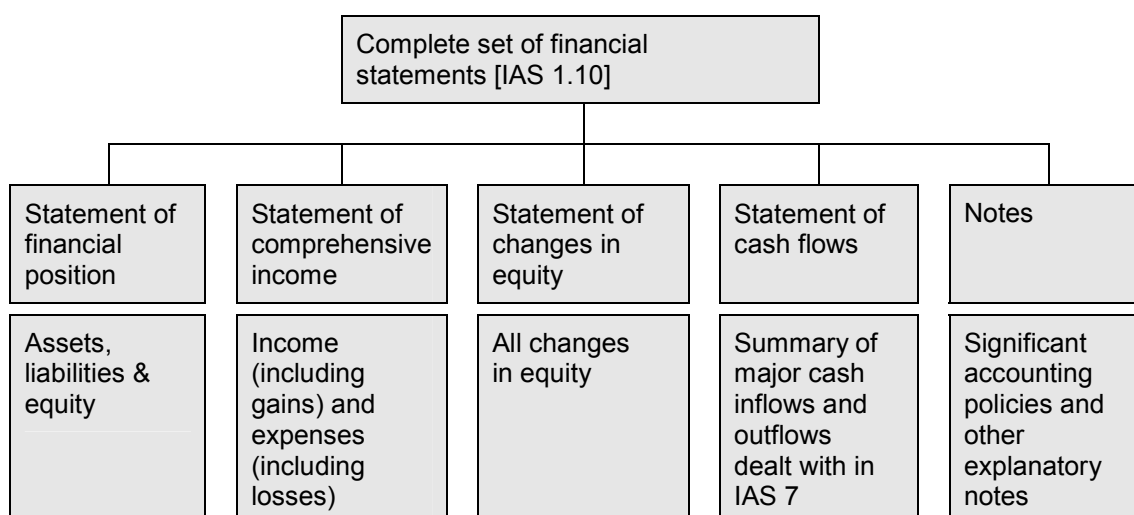 Complete set of financial
statements [IAS 1.10]
Statement of
financial
position
Statement of
comprehensive
income
Statement of
changes in
equity
Statement of
cash flows
Notes
Assets,
liabilities &
equity
Income
(including
gains) and
expenses
(including
losses)
All changes
in equity
Summary of
major cash
inflows and
outflows
dealt with in
IAS 7
Significant
accounting
policies and
other
explanatory
notes